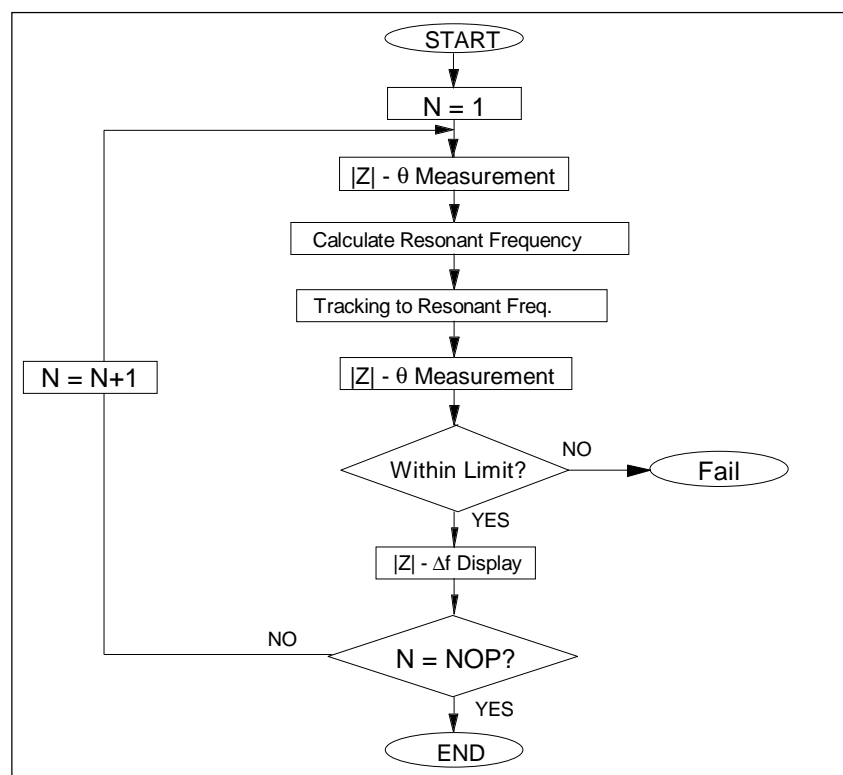 START
N = 1
|Z| - θ Measurement
Calculate Resonant Frequency
Tracking to Resonant Freq.
N = N+1
|Z| - θ Measurement
Within Limit?
NO
Fail
YES
|Z| - Δf Display
NO
N = NOP?
YES
END